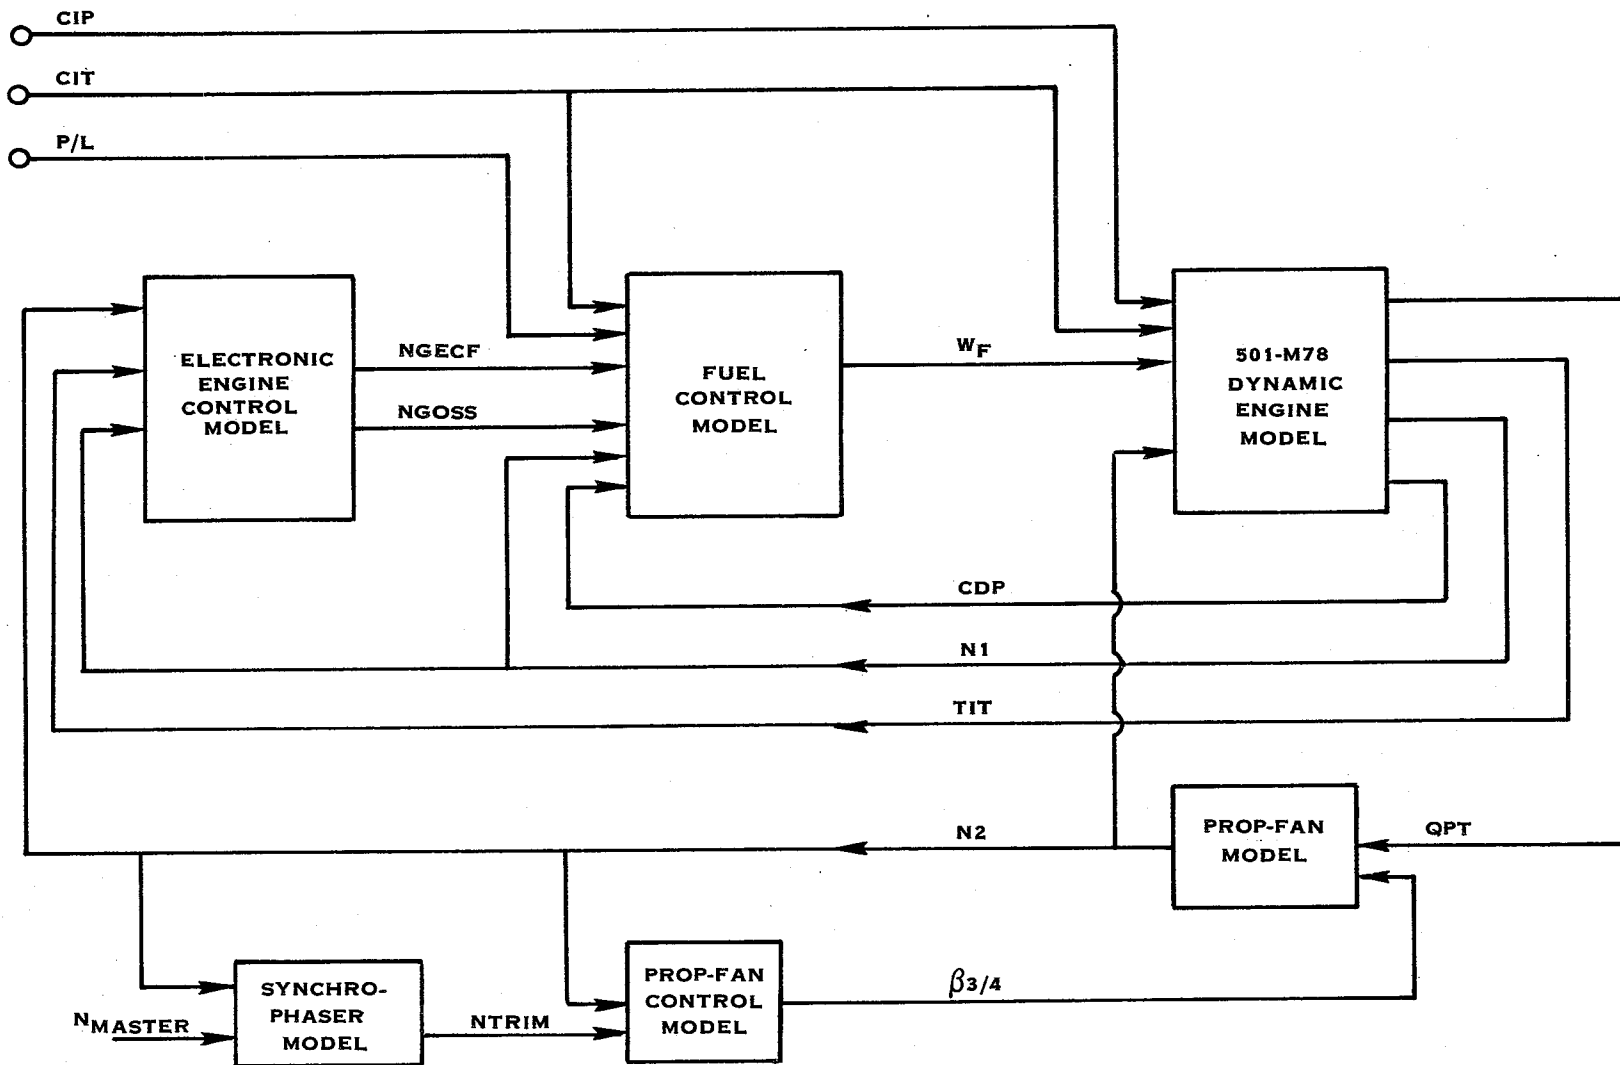 CIP
CIT
P/L
ELECTRONIC
ENGINE
CONTROL
MODEL
NGECF
NGOSS
FUEL
CONTROL
MODEL
WF
501-M78
DYNAMIC
ENGINE
MODEL
CDP
N1
TIT
N2
PROP-FAN
MODEL
QPT
SYNCHRO-
PHASER
MODEL
NMASTER
NTRIM
PROP-FAN
CONTROL
MODEL
β3/4